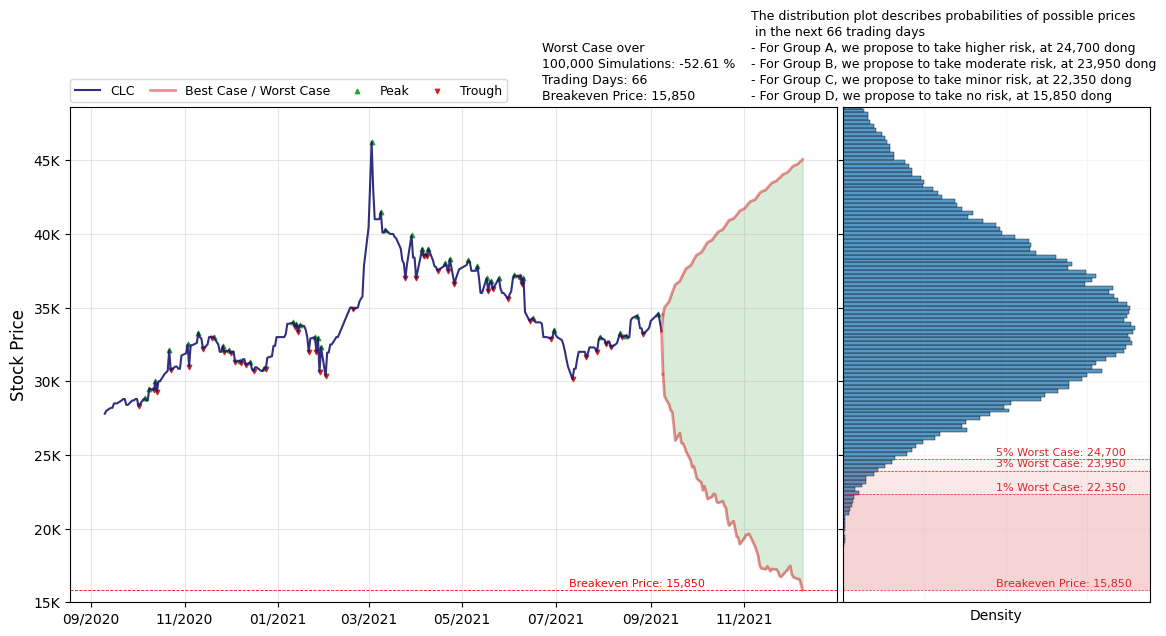 The distribution plot describes probabilities of possible prices
in the next 66 trading days
- For Group A, we propose to take higher risk, at 24,700 dong
- For Group B, we propose to take moderate risk, at 23,950 dong
- For Group C, we propose to take minor risk, at 22,350 dong
- For Group D, we propose to take no risk, at 15,850 dong
Worst Case over
100,000 Simulations: -52.61 %
Trading Days: 66
Breakeven Price: 15,850
CLC
Best Case / Worst Case
Peak
Trough
Stock Price
45K
40K
35K
30K
25K
20K
15K
Breakeven Price: 15,850
09/2020
11/2020
01/2021
03/2021
05/2021
07/2021
09/2021
11/2021
5% Worst Case: 24,700
3% Worst Case: 23,950
1% Worst Case: 22,350
Breakeven Price: 15,850
Density